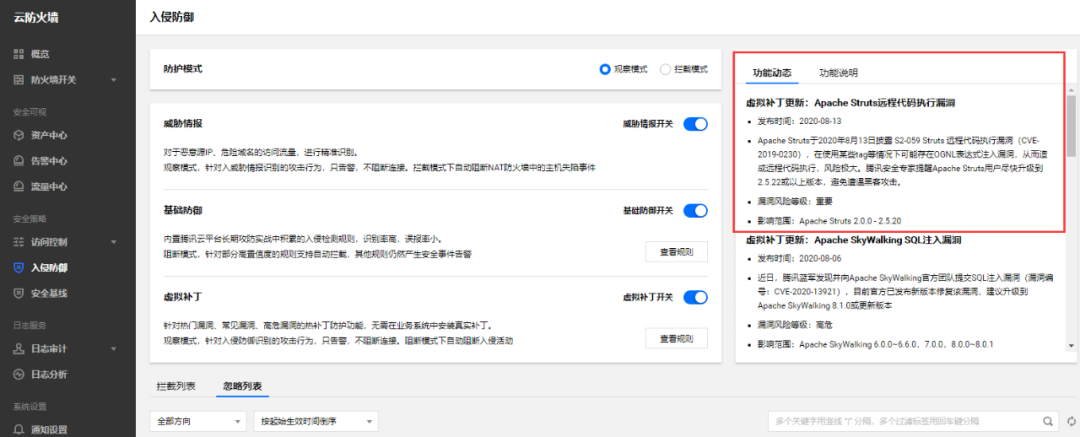 云防火墙
概览
防火墙开关
安全可视
资产中心
告警中心
流量中心
安全策略
访问控制
入侵防御
安全基线
日志服务
日志审计
日志分析
系统设置
通知设置
入侵防御
防护模式
观察模式 拦截模式
威胁情报
威胁情报开关
对于恶意源IP、危险域名的访问流量，进行精准识别。
观察模式，针对入威胁情报识别的攻击行为，只告警、不阻断连接。拦截模式下自动阻断NAT防火墙中的主机失陷事件
基础防御
基础防御开关
内置腾讯云平台长期攻防实战中积累的入侵检测规则，识别率高，误报率小。
阻断模式，针对部分高置信度的规则支持自动拦截，其他规则仍然产生安全事件告警
查看规则
虚拟补丁
虚拟补丁开关
针对热门漏洞、常见漏洞、高危漏洞的热补丁防护功能，无需在业务系统中安装真实补丁。
观察模式，针对入侵防御识别的攻击行为，只告警、不阻断连接。阻断模式下自动阻断入侵活动
查看规则
功能动态 功能说明
虚拟补丁更新：Apache Struts远程代码执行漏洞
发布时间：2020-08-13
Apache Struts于2020年8月13日披露 S2-059 Struts 远程代码执行漏洞（CVE-
2019-0230），在使用某些tag等情况下可能存在OGNL表达式注入漏洞，从而造
成远程代码执行，风险极大。腾讯安全专家提醒Apache Struts用户尽快升级到
2.5.22或以上版本，避免遭遇黑客攻击。
漏洞风险等级：重要
影响范围：Apache Struts 2.0.0 - 2.5.20
虚拟补丁更新：Apache SkyWalking SQL注入漏洞
发布时间：2020-08-06
近日，腾讯蓝军发现并向Apache SkyWalking官方团队提交SQL注入漏洞（漏洞编
号：CVE-2020-13921），目前官方已发布新版本修复该漏洞，建议升级到
Apache SkyWalking 8.1.0或更新版本
漏洞风险等级：高危
影响范围：Apache SkyWalking 6.0.0~6.6.0，7.0.0，8.0.0~8.0.1
拦截列表 忽略列表
全部方向
按起始生效时间倒序
多个关键字用竖线 "|" 分隔，多个过滤标签用回车键分隔